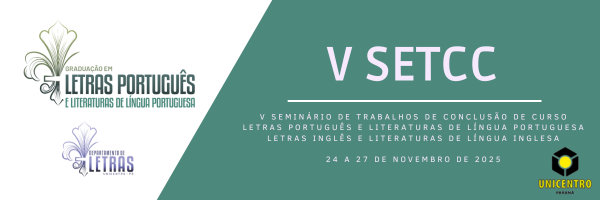 GRADUAÇÃO EM
LETRAS PORTUGUÊS
E LITERATURAS DE LÍNGUA PORTUGUESA
DEPARTAMENTO DE
LETRAS
V SETCC
V SEMINÁRIO DE TRABALHOS DE CONCLUSÃO DE CURSO
LETRAS PORTUGUÊS E LITERATURAS DE LÍNGUA PORTUGUESA
LETRAS INGLÊS E LITERATURAS DE LÍNGUA INGLESA
24 A 27 DE NOVEMBRO DE 2025
UNICENTRO
PARANÁ